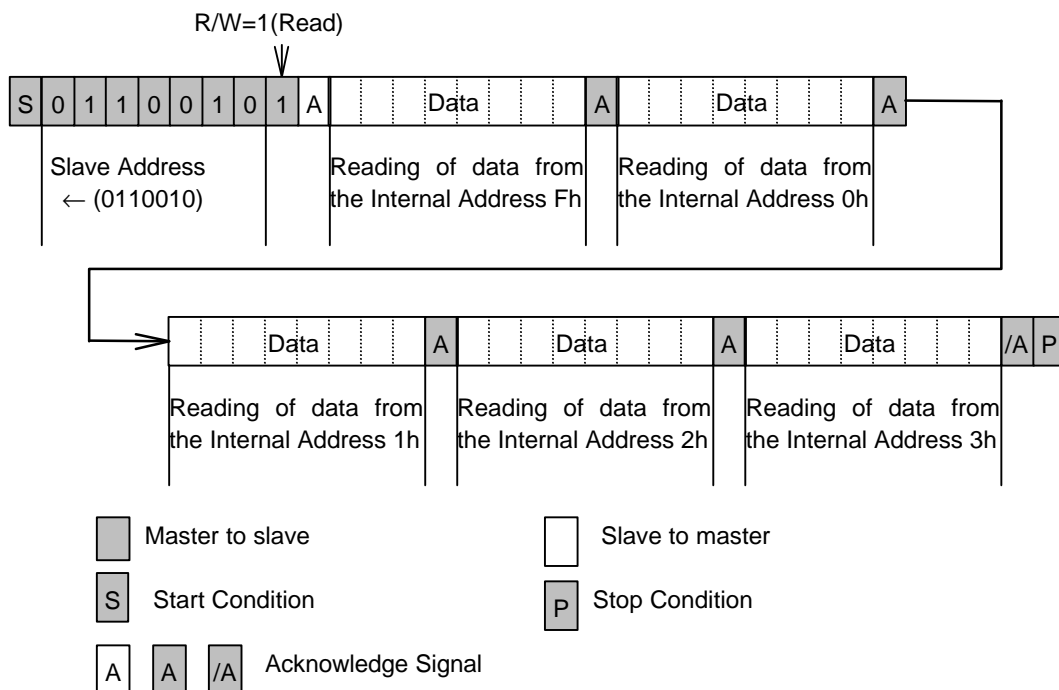 R/W=1(Read)
S 0 1 1 0 0 1 0 1 A Data A Data A
Slave Address
← (0110010)
Reading of data from
the Internal Address Fh
Reading of data from
the Internal Address 0h
Data A Data A Data /A P
Reading of data from
the Internal Address 1h
Reading of data from
the Internal Address 2h
Reading of data from
the Internal Address 3h
Master to slave
Slave to master
S Start Condition
P Stop Condition
A A /A Acknowledge Signal